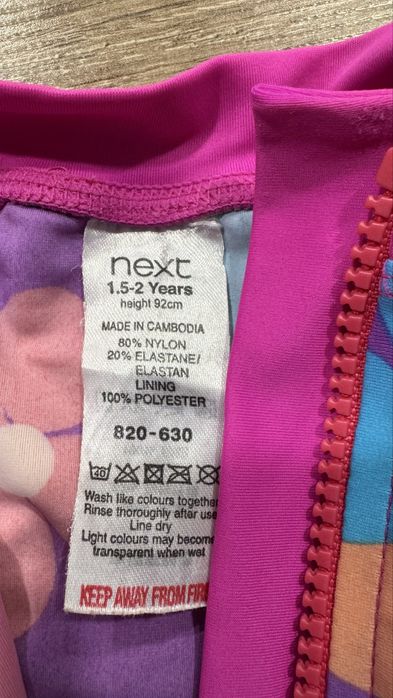 next
1.5-2 Years
height 92cm
MADE IN CAMBODIA
80% NYLON
20% ELASTANE/
ELASTAN
LINING
100% POLYESTER
820-630
40
Wash like colours together
Rinse thoroughly after use
Line dry
Light colours may become
transparent when wet
KEEP AWAY FROM FIRE